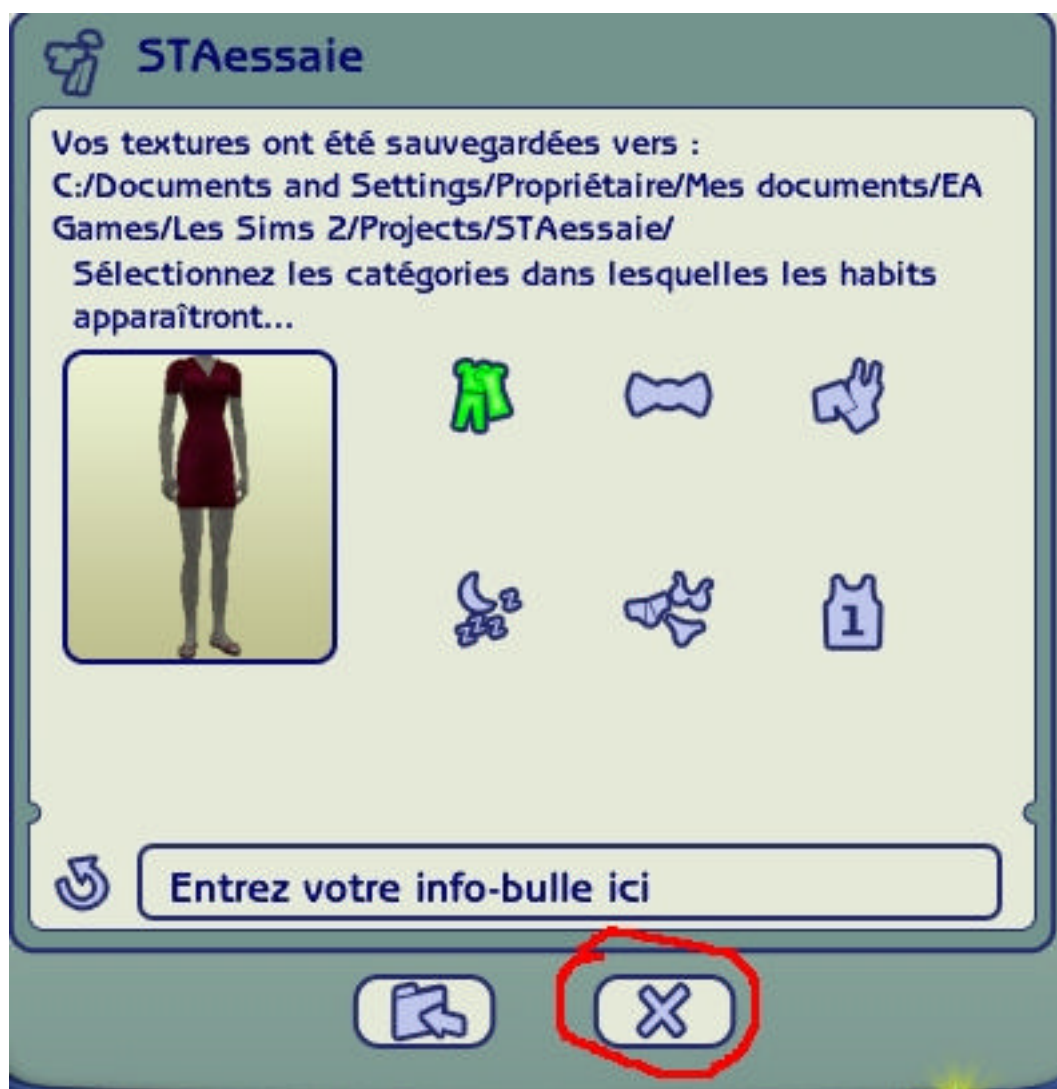 STAessaie
Vos textures ont été sauvegardées vers :
C:/Documents and Settings/Propriétaire/Mes documents/EA
Games/Les Sims 2/Projects/STAessaie/
Sélectionnez les catégories dans lesquelles les habits
apparaîtront...
z
zzz
1
Entrez votre info-bulle ici